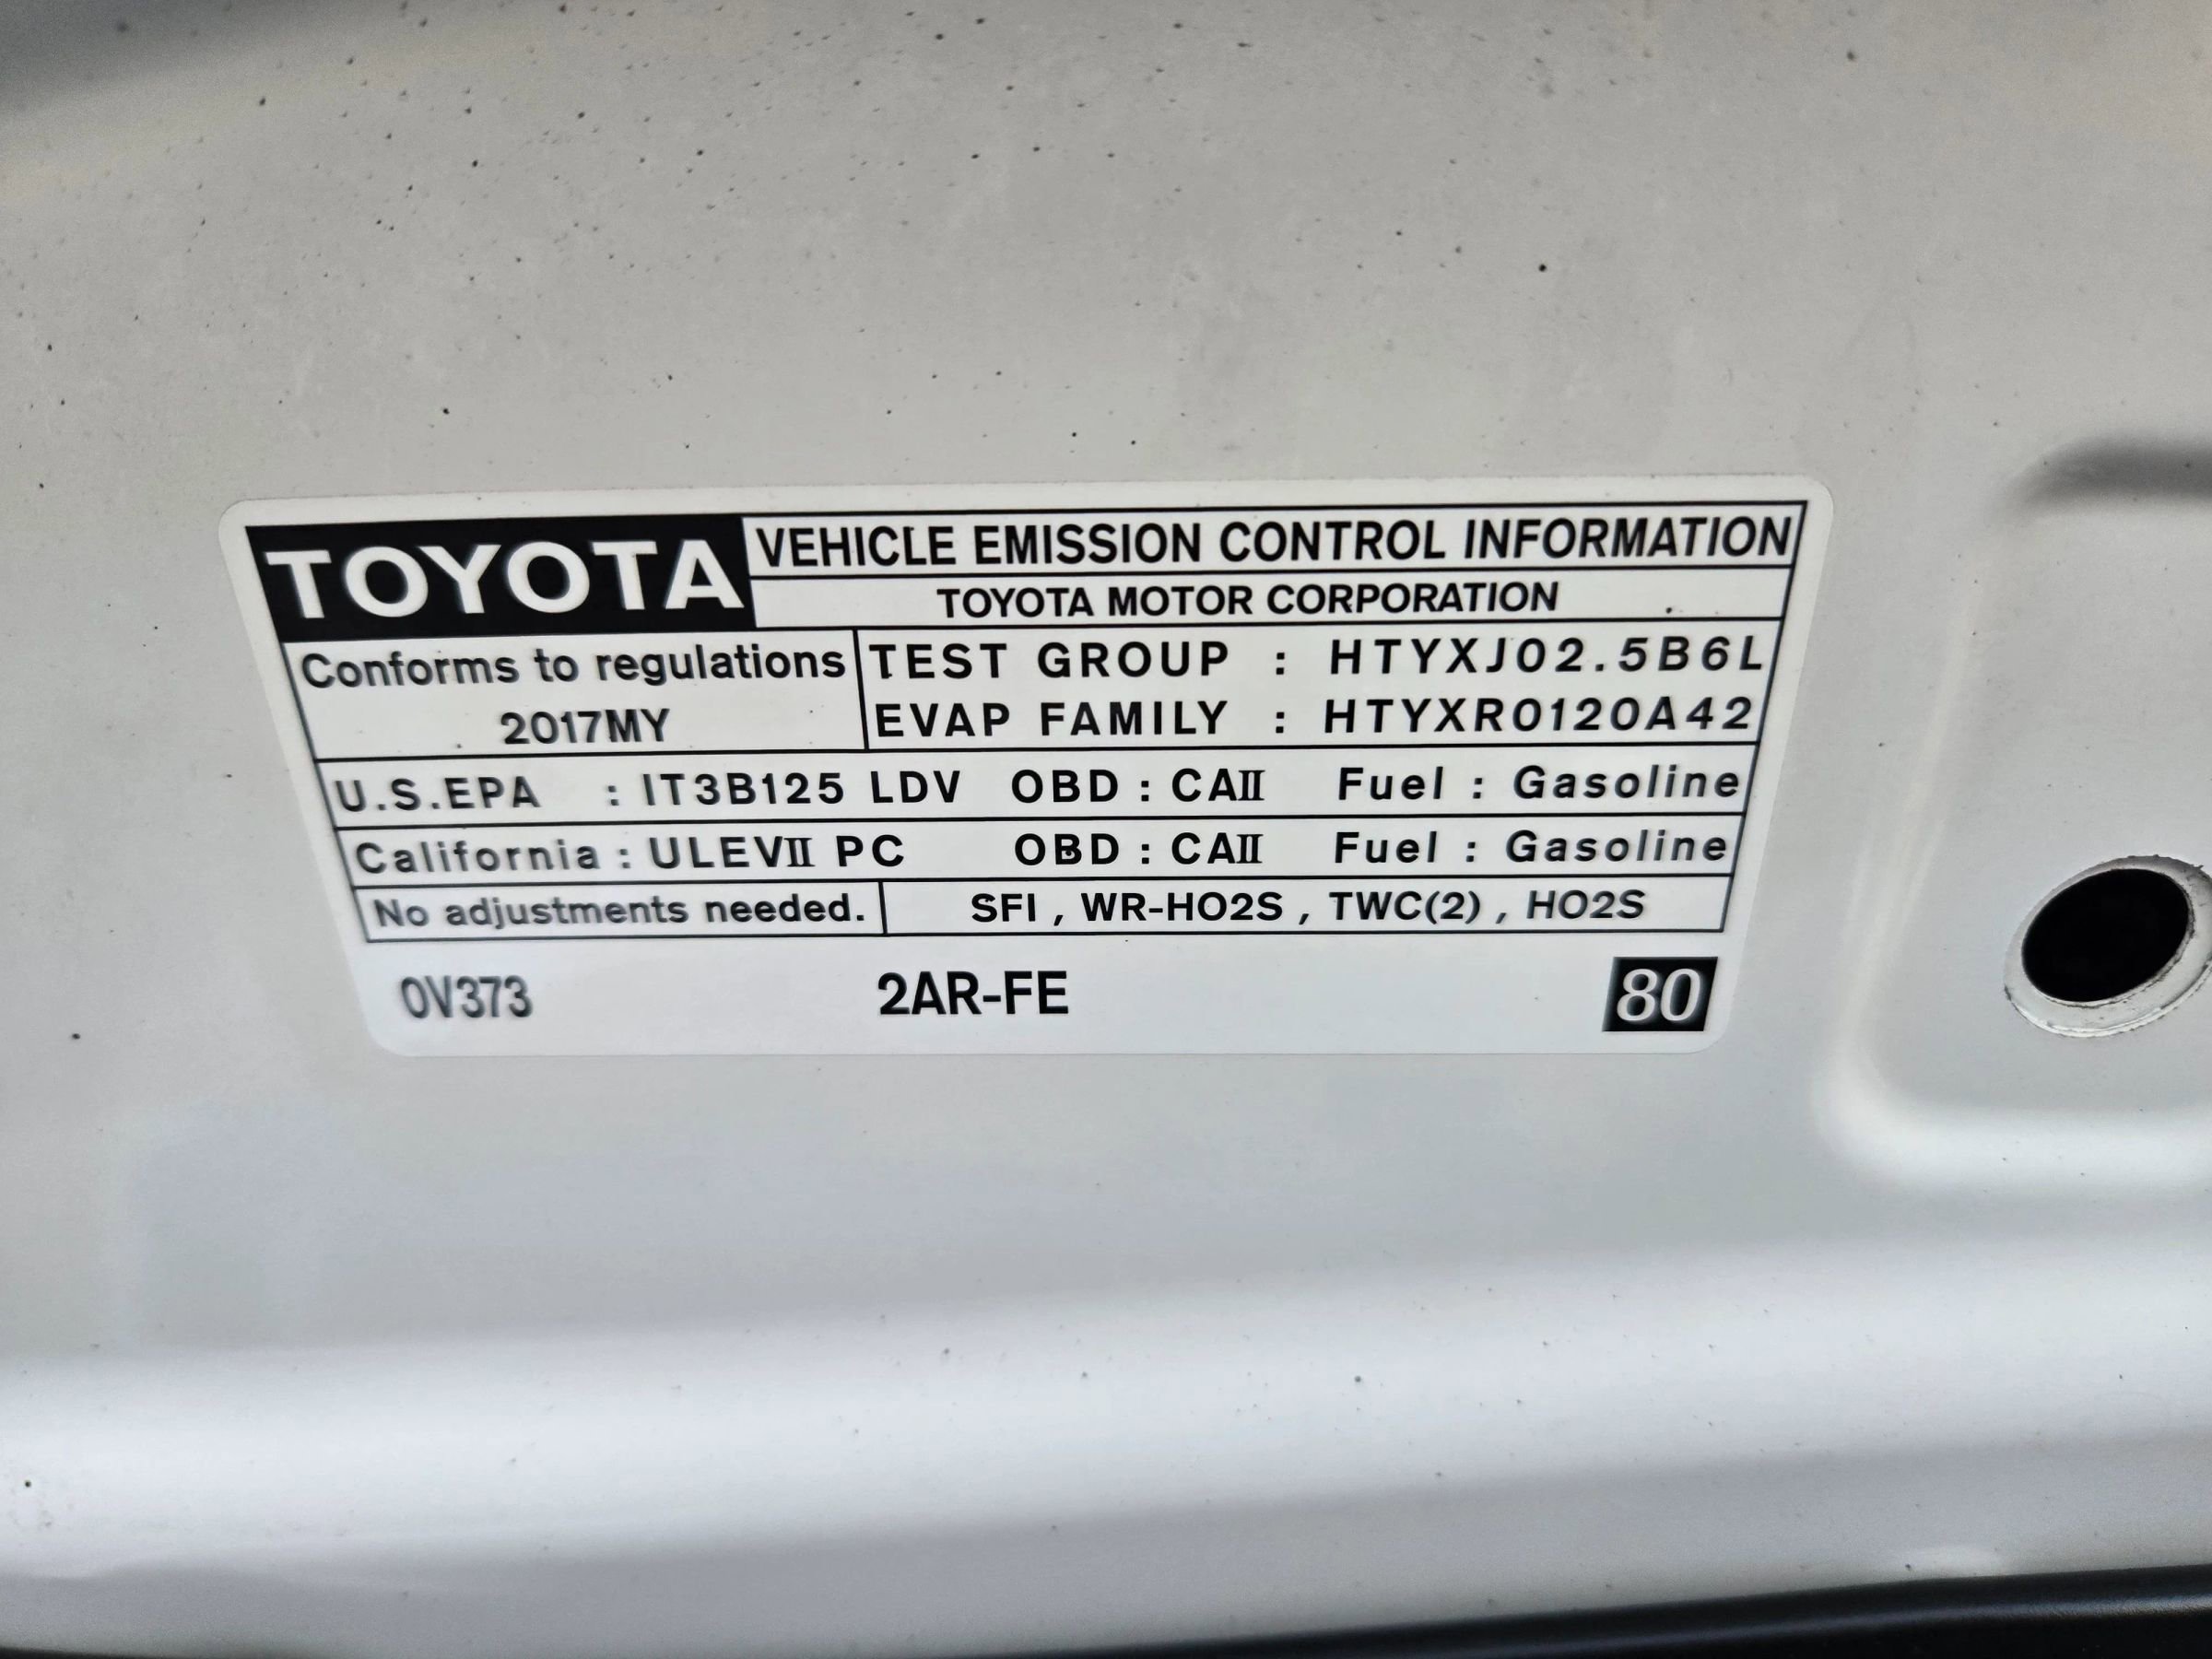 TOYOTA VEHICLE EMISSION CONTROL INFORMATION
TOYOTA MOTOR CORPORATION
Conforms to regulations
2017MY
TEST GROUP : HTYXJ02.5B6L
EVAP FAMILY : HTYXR0120A42
U.S.EPA : IT3B125 LDV OBD : CAII Fuel : Gasoline
California : ULEVII PC OBD : CAII Fuel : Gasoline
No adjustments needed. SFI , WR-HO2S , TWC(2) , HO2S
0V373 2AR-FE 80